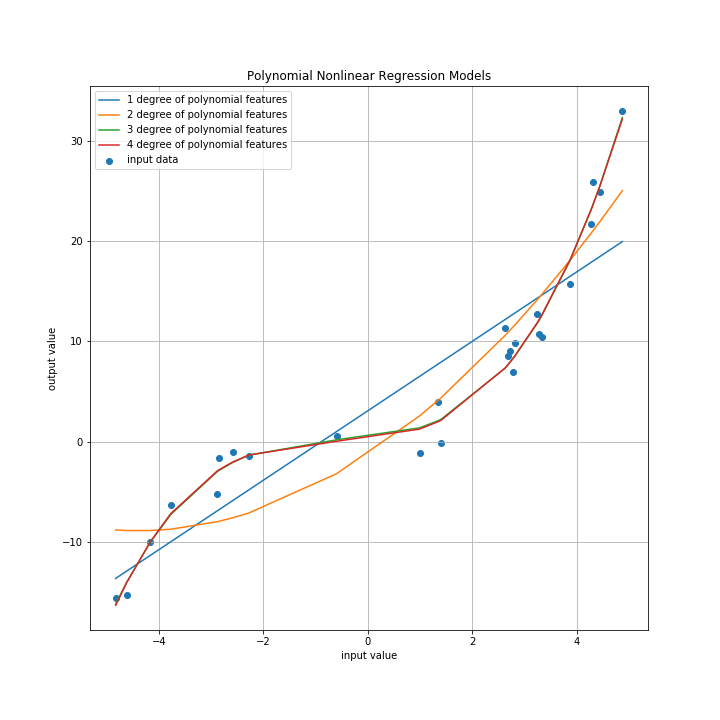 Polynomial Nonlinear Regression Models
1 degree of polynomial features
2 degree of polynomial features
3 degree of polynomial features
4 degree of polynomial features
input data
30
20
10
0
−10
output value
−4 −2 0 2 4
input value